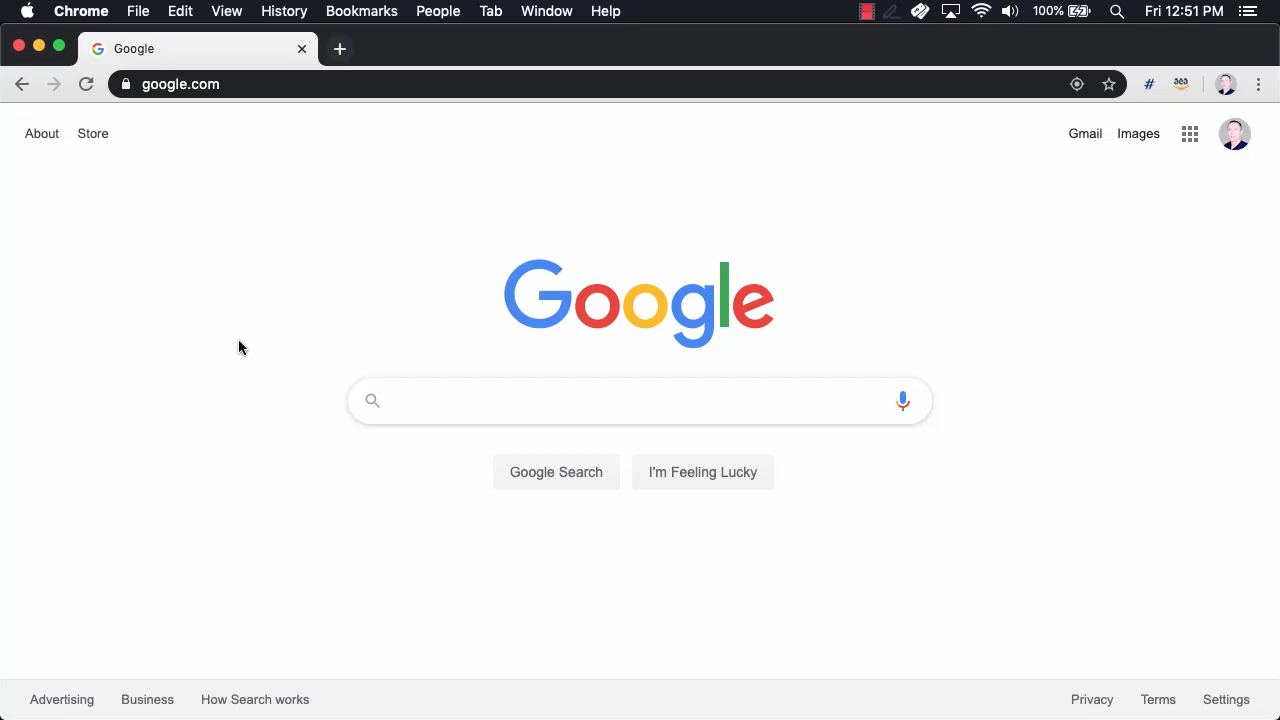 Chrome File Edit View History Bookmarks People Tab Window Help 100% Fri 12:51 PM
Google
google.com # aea
About Store Gmail Images
Google
Google Search I'm Feeling Lucky
Advertising Business How Search works Privacy Terms Settings